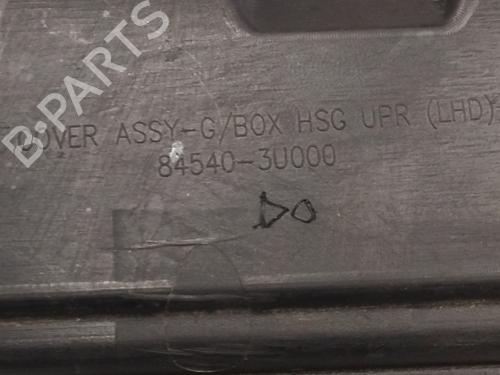 B-PARTS
COVER ASSY-G/BOX HSG UPR (LHD)
84540-3U000
DO